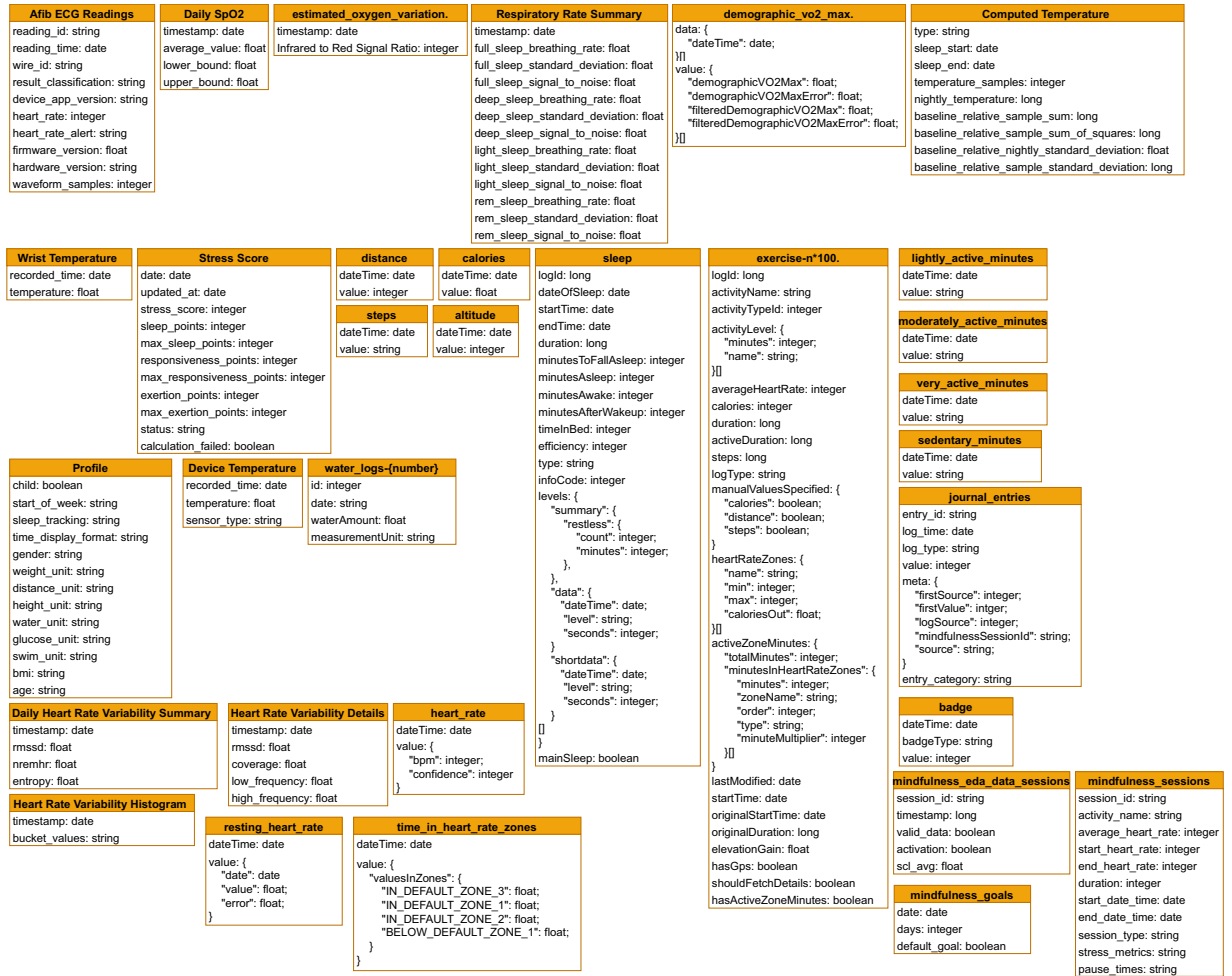 Afib ECG Readings
reading_id: string
reading_time: date
wire_id: string
result_classification: string
device_app_version: string
heart_rate: integer
heart_rate_alert: string
firmware_version: float
hardware_version: string
waveform_samples: integer
Daily SpO2
timestamp: date
average_value: float
lower_bound: float
upper_bound: float
estimated_oxygen_variation.
timestamp: date
Infrared to Red Signal Ratio: integer
Respiratory Rate Summary
timestamp: date
full_sleep_breathing_rate: float
full_sleep_standard_deviation: float
full_sleep_signal_to_noise: float
deep_sleep_breathing_rate: float
deep_sleep_standard_deviation: float
deep_sleep_signal_to_noise: float
light_sleep_breathing_rate: float
light_sleep_standard_deviation: float
light_sleep_signal_to_noise: float
rem_sleep_breathing_rate: float
rem_sleep_standard_deviation: float
rem_sleep_signal_to_noise: float
demographic_vo2_max.
data: {
"dateTime": date;
}[]
value: {
"demographicVO2Max": float;
"demographicVO2MaxError": float;
"filteredDemographicVO2Max": float;
"filteredDemographicVO2MaxError": float;
}[]
Computed Temperature
type: string
sleep_start: date
sleep_end: date
temperature_samples: integer
nightly_temperature: long
baseline_relative_sample_sum: long
baseline_relative_sample_sum_of_squares: long
baseline_relative_nightly_standard_deviation: float
baseline_relative_sample_standard_deviation: long
Wrist Temperature
recorded_time: date
temperature: float
Stress Score
date: date
updated_at: date
stress_score: integer
sleep_points: integer
max_sleep_points: integer
responsiveness_points: integer
max_responsiveness_points: integer
exertion_points: integer
max_exertion_points: integer
status: string
calculation_failed: boolean
distance
dateTime: date
value: integer
calories
dateTime: date
value: float
steps
dateTime: date
value: string
altitude
dateTime: date
value: integer
sleep
logId: long
dateOfSleep: date
startTime: date
endTime: date
duration: long
minutesToFallAsleep: integer
minutesAsleep: integer
minutesAwake: integer
minutesAfterWakeup: integer
timeInBed: integer
efficiency: integer
type: string
infoCode: integer
levels: {
"summary": {
"restless": {
"count": integer;
"minutes": integer;
},
},
"data": {
"dateTime": date;
"level": string;
"seconds": integer;
}
"shortdata": {
"dateTime": date;
"level": string;
"seconds": integer;
}
[]
}
mainSleep: boolean
exercise-n*100.
logId: long
activityName: string
activityTypeId: integer
activityLevel: {
"minutes": integer;
"name": string;
}[]
averageHeartRate: integer
calories: integer
duration: long
activeDuration: long
steps: long
logType: string
manualValuesSpecified: {
"calories": boolean;
"distance": boolean;
"steps": boolean;
}
heartRateZones: {
"name": string;
"min": integer;
"max": integer;
"caloriesOut": float;
}[]
activeZoneMinutes: {
"totalMinutes": integer;
"minutesInHeartRateZones": {
"minutes": integer;
"zoneName": string;
"order": integer;
"type": string;
"minuteMultiplier": integer
}[]
}
lastModified: date
startTime: date
originalStartTime: date
originalDuration: long
elevationGain: float
hasGps: boolean
shouldFetchDetails: boolean
hasActiveZoneMinutes: boolean
lightly_active_minutes
dateTime: date
value: string
moderately_active_minutes
dateTime: date
value: string
very_active_minutes
dateTime: date
value: string
sedentary_minutes
dateTime: date
value: string
journal_entries
entry_id: string
log_time: date
log_type: string
value: integer
meta: {
"firstSource": integer;
"firstValue": integer;
"logSource": integer;
"mindfulnessSessionId": string;
"source": string;
}
entry_category: string
Profile
child: boolean
start_of_week: string
sleep_tracking: string
time_display_format: string
gender: string
weight_unit: string
distance_unit: string
height_unit: string
water_unit: string
glucose_unit: string
swim_unit: string
bmi: string
age: string
Device Temperature
recorded_time: date
temperature: float
sensor_type: string
water_logs-{number}
id: integer
date: string
waterAmount: float
measurementUnit: string
badge
dateTime: date
badgeType: string
value: integer
Daily Heart Rate Variability Summary
timestamp: date
rmssd: float
nremhr: float
entropy: float
Heart Rate Variability Details
timestamp: date
rmssd: float
coverage: float
low_frequency: float
high_frequency: float
heart_rate
dateTime: date
value: {
"bpm": integer;
"confidence": integer
}
Heart Rate Variability Histogram
timestamp: date
bucket_values: string
resting_heart_rate
dateTime: date
value: {
"date": date
"value": float;
"error": float;
}
time_in_heart_rate_zones
dateTime: date
value: {
"valuesInZones": {
"IN_DEFAULT_ZONE_3": float;
"IN_DEFAULT_ZONE_1": float;
"IN_DEFAULT_ZONE_2": float;
"BELOW_DEFAULT_ZONE_1": float;
}
}
mindfulness_eda_data_sessions
session_id: string
timestamp: long
valid_data: boolean
activation: boolean
scl_avg: float
mindfulness_goals
date: date
days: integer
default_goal: boolean
mindfulness_sessions
session_id: string
activity_name: string
average_heart_rate: integer
start_heart_rate: integer
end_heart_rate: integer
duration: integer
start_date_time: date
end_date_time: date
session_type: string
stress_metrics: string
pause_times: string